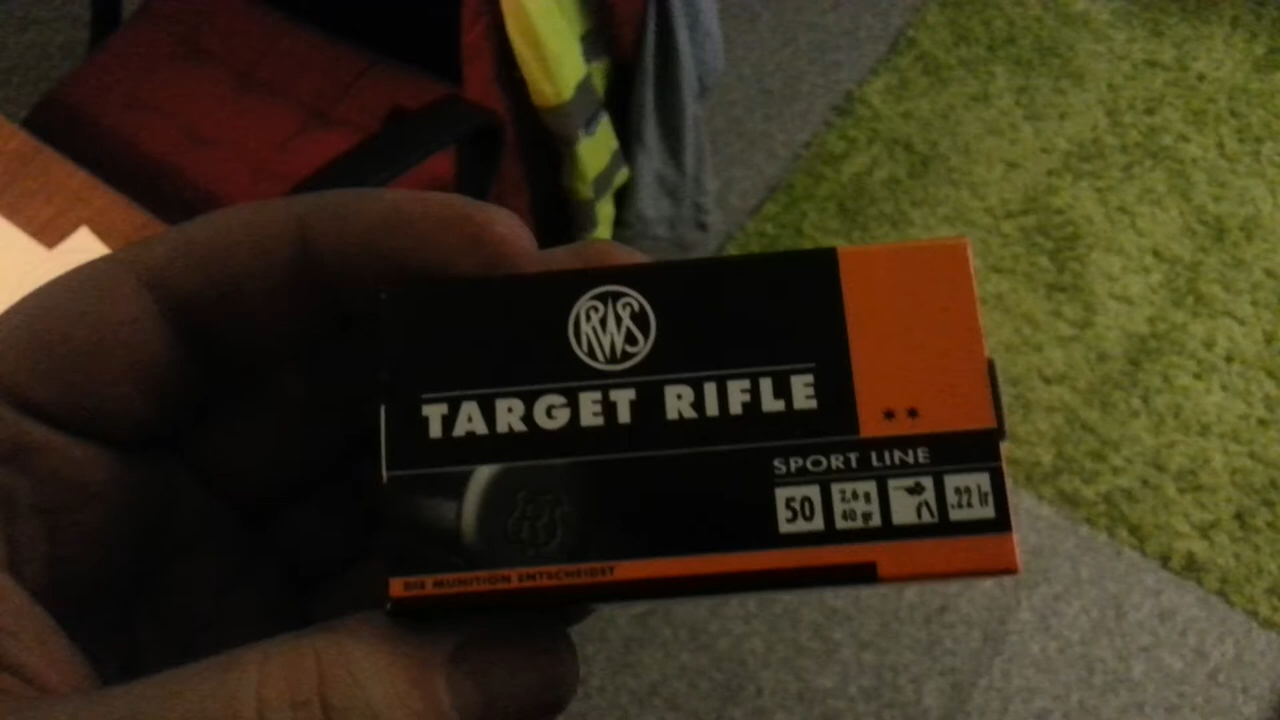 RWS
TARGET RIFLE
**
SPORT LINE
50
2,6 g
40 gr
.22 lr
DIE MUNITION ENTSCHEIDET